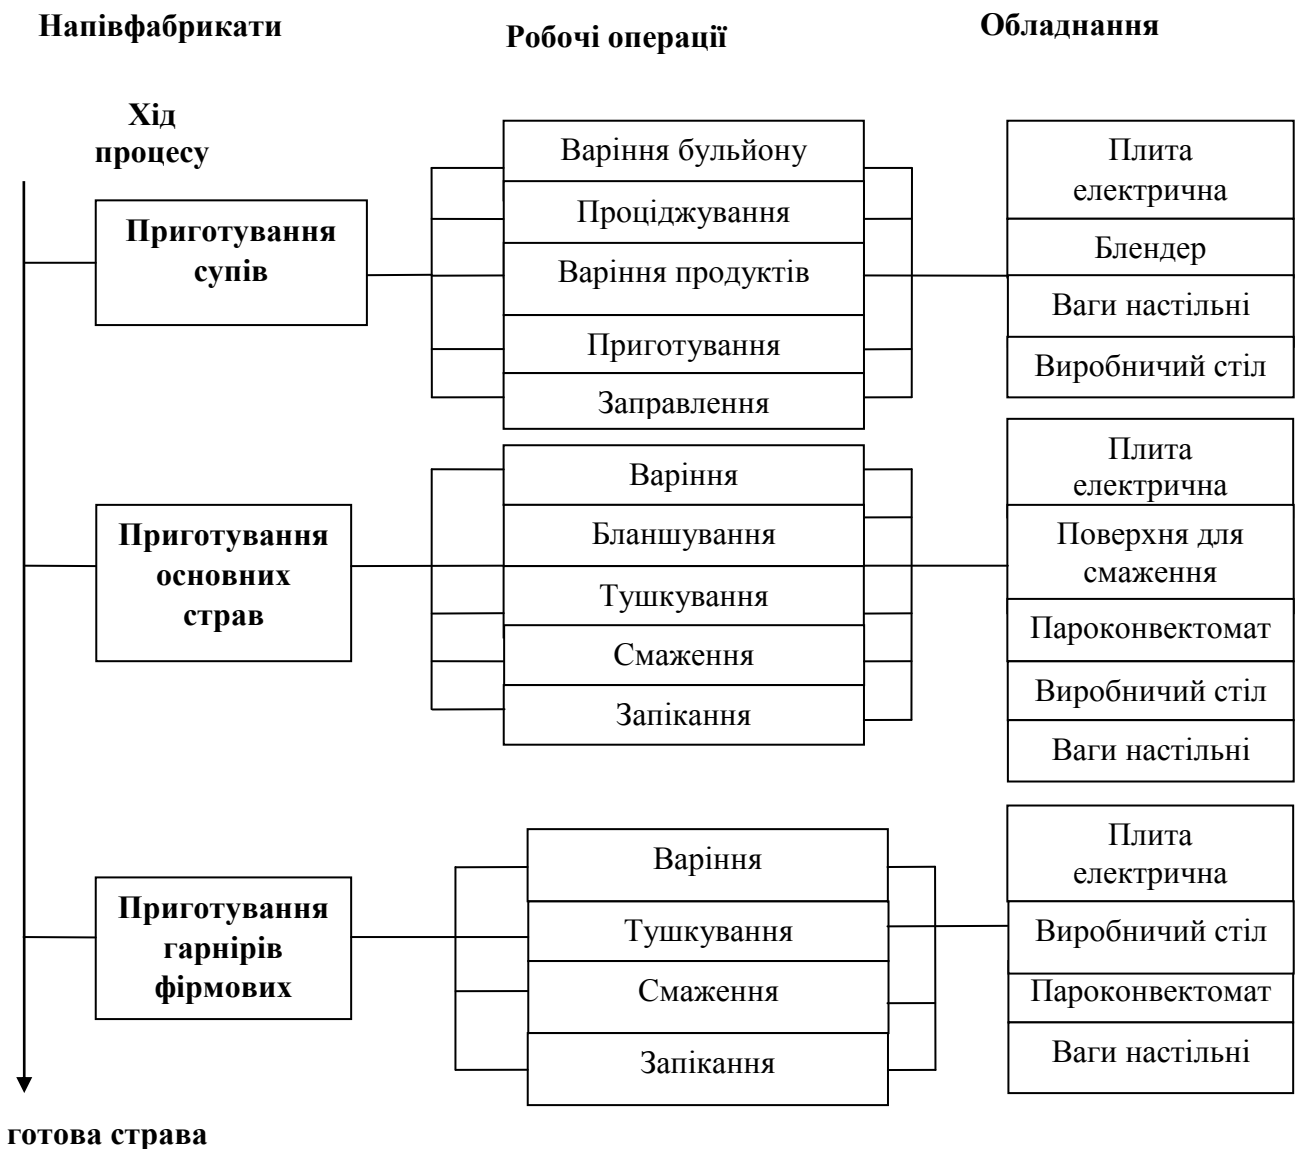 Напівфабрикати
Робочі операції
Обладнання
Хід
процесу
Приготування
супів
Варіння бульйону
Проціджування
Варіння продуктів
Приготування
Заправлення
Плита
електрична
Блендер
Ваги настільні
Виробничий стіл
Приготування
основних
страв
Варіння
Бланшування
Тушкування
Смаження
Запікання
Плита
електрична
Поверхня для
смаження
Пароконвектомат
Виробничий стіл
Ваги настільні
Приготування
гарнірів
фірмових
Варіння
Тушкування
Смаження
Запікання
Плита
електрична
Виробничий стіл
Пароконвектомат
Ваги настільні
готова страва